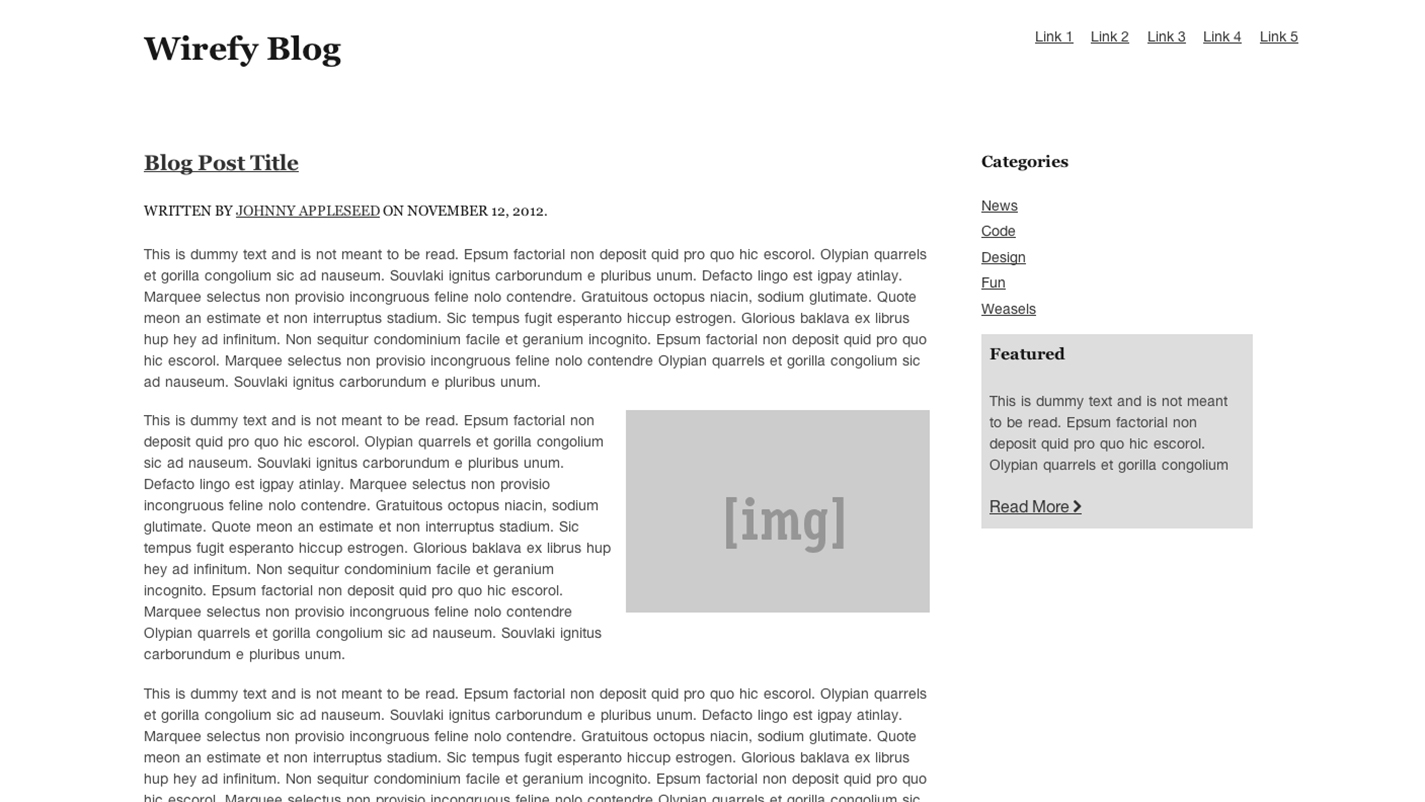 Wirefy Blog
Link 1 Link 2 Link 3 Link 4 Link 5
Blog Post Title
WRITTEN BY JOHNNY APPLESEED ON NOVEMBER 12, 2012.
This is dummy text and is not meant to be read. Epsum factorial non deposit quid pro quo hic escorol. Olypian quarrels
et gorilla congolium sic ad nauseum. Souvlaki ignitus carborundum e pluribus unum. Defacto lingo est igpay atinlay.
Marquee selectus non provisio incongruous feline nolo contendre. Gratuitous octopus niacin, sodium glutimate. Quote
meon an estimate et non interruptus stadium. Sic tempus fugit esperanto hiccup estrogen. Glorious baklava ex librus
hup hey ad infinitum. Non sequitur condominium facile et geranium incognito. Epsum factorial non deposit quid pro quo
hic escorol. Marquee selectus non provisio incongruous feline nolo contendre Olypian quarrels et gorilla congolium sic
ad nauseum. Souvlaki ignitus carborundum e pluribus unum.
This is dummy text and is not meant to be read. Epsum factorial non
deposit quid pro quo hic escorol. Olypian quarrels et gorilla congolium
sic ad nauseum. Souvlaki ignitus carborundum e pluribus unum.
Defacto lingo est igpay atinlay. Marquee selectus non provisio
incongruous feline nolo contendre. Gratuitous octopus niacin, sodium
glutimate. Quote meon an estimate et non interruptus stadium. Sic
tempus fugit esperanto hiccup estrogen. Glorious baklava ex librus hup
hey ad infinitum. Non sequitur condominium facile et geranium
incognito. Epsum factorial non deposit quid pro quo hic escorol.
Marquee selectus non provisio incongruous feline nolo contendre
Olypian quarrels et gorilla congolium sic ad nauseum. Souvlaki ignitus
carborundum e pluribus unum.
[img]
This is dummy text and is not meant to be read. Epsum factorial non deposit quid pro quo hic escorol. Olypian quarrels
et gorilla congolium sic ad nauseum. Souvlaki ignitus carborundum e pluribus unum. Defacto lingo est igpay atinlay.
Marquee selectus non provisio incongruous feline nolo contendre. Gratuitous octopus niacin, sodium glutimate. Quote
meon an estimate et non interruptus stadium. Sic tempus fugit esperanto hiccup estrogen. Glorious baklava ex librus
hup hey ad infinitum. Non sequitur condominium facile et geranium incognito. Epsum factorial non deposit quid pro quo
hic escorol. Marquee selectus non provisio incongruous feline nolo contendre Olypian quarrels et gorilla congolium sic
Categories
News
Code
Design
Fun
Weasels
Featured
This is dummy text and is not meant
to be read. Epsum factorial non
deposit quid pro quo hic escorol.
Olypian quarrels et gorilla congolium
Read More